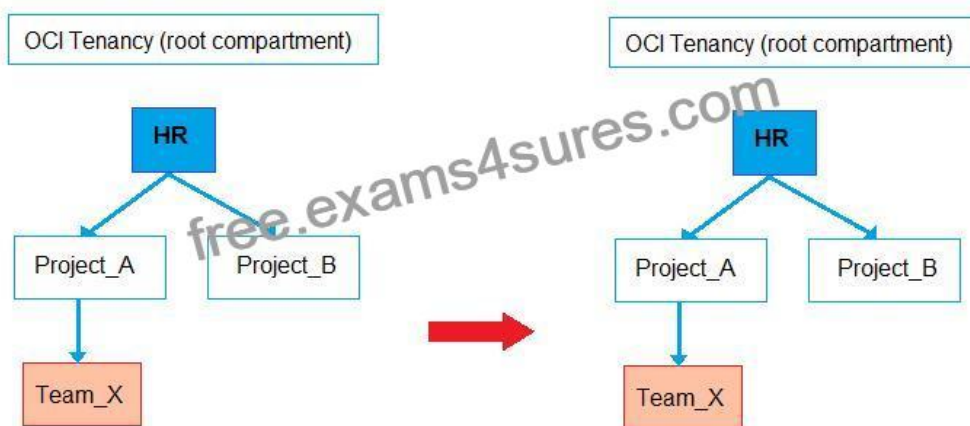 OCI Tenancy (root compartment)
HR
Project_A
Project_B
Team_X
OCI Tenancy (root compartment)
HR
Project_A
Project_B
Team_X
free.exams4sures.com